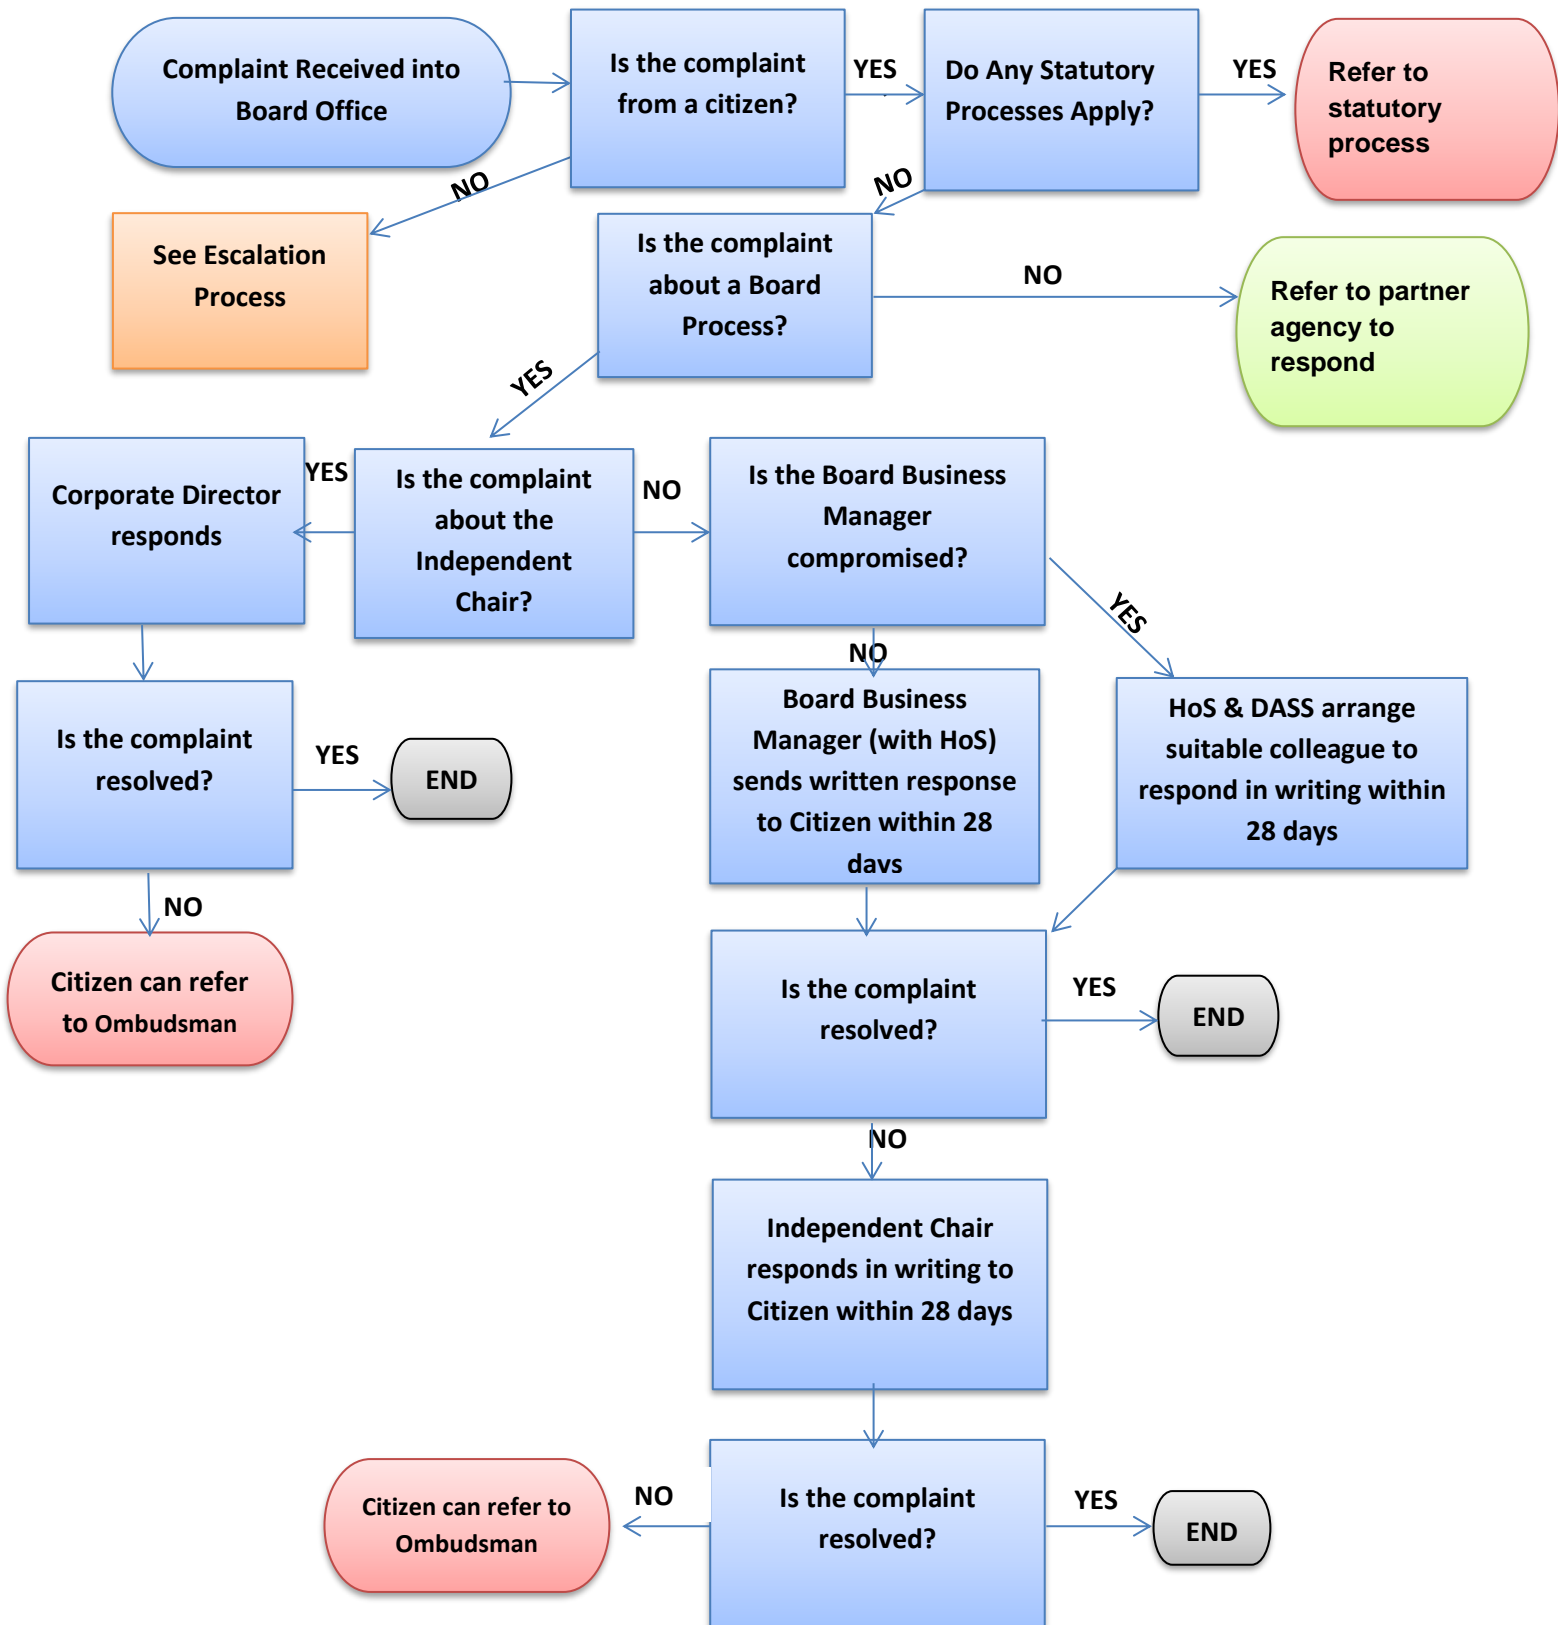 Complaint Received into
Board Office
Is the complaint
from a citizen?
YES
Do Any Statutory
Processes Apply?
YES
Refer to
statutory
process
NO
NO
See Escalation
Process
Is the complaint
about a Board
Process?
NO
Refer to partner
agency to
respond
YES
Corporate Director
responds
YES
Is the complaint
about the
Independent
Chair?
NO
Is the Board Business
Manager
compromised?
YES
NO
Is the complaint
resolved?
YES
END
Board Business
Manager (with HoS)
sends written response
to Citizen within 28
days
HoS & DASS arrange
suitable colleague to
respond in writing within
28 days
NO
Citizen can refer
to Ombudsman
Is the complaint
resolved?
YES
END
NO
Independent Chair
responds in writing to
Citizen within 28 days
Citizen can refer to
Ombudsman
NO
Is the complaint
resolved?
YES
END